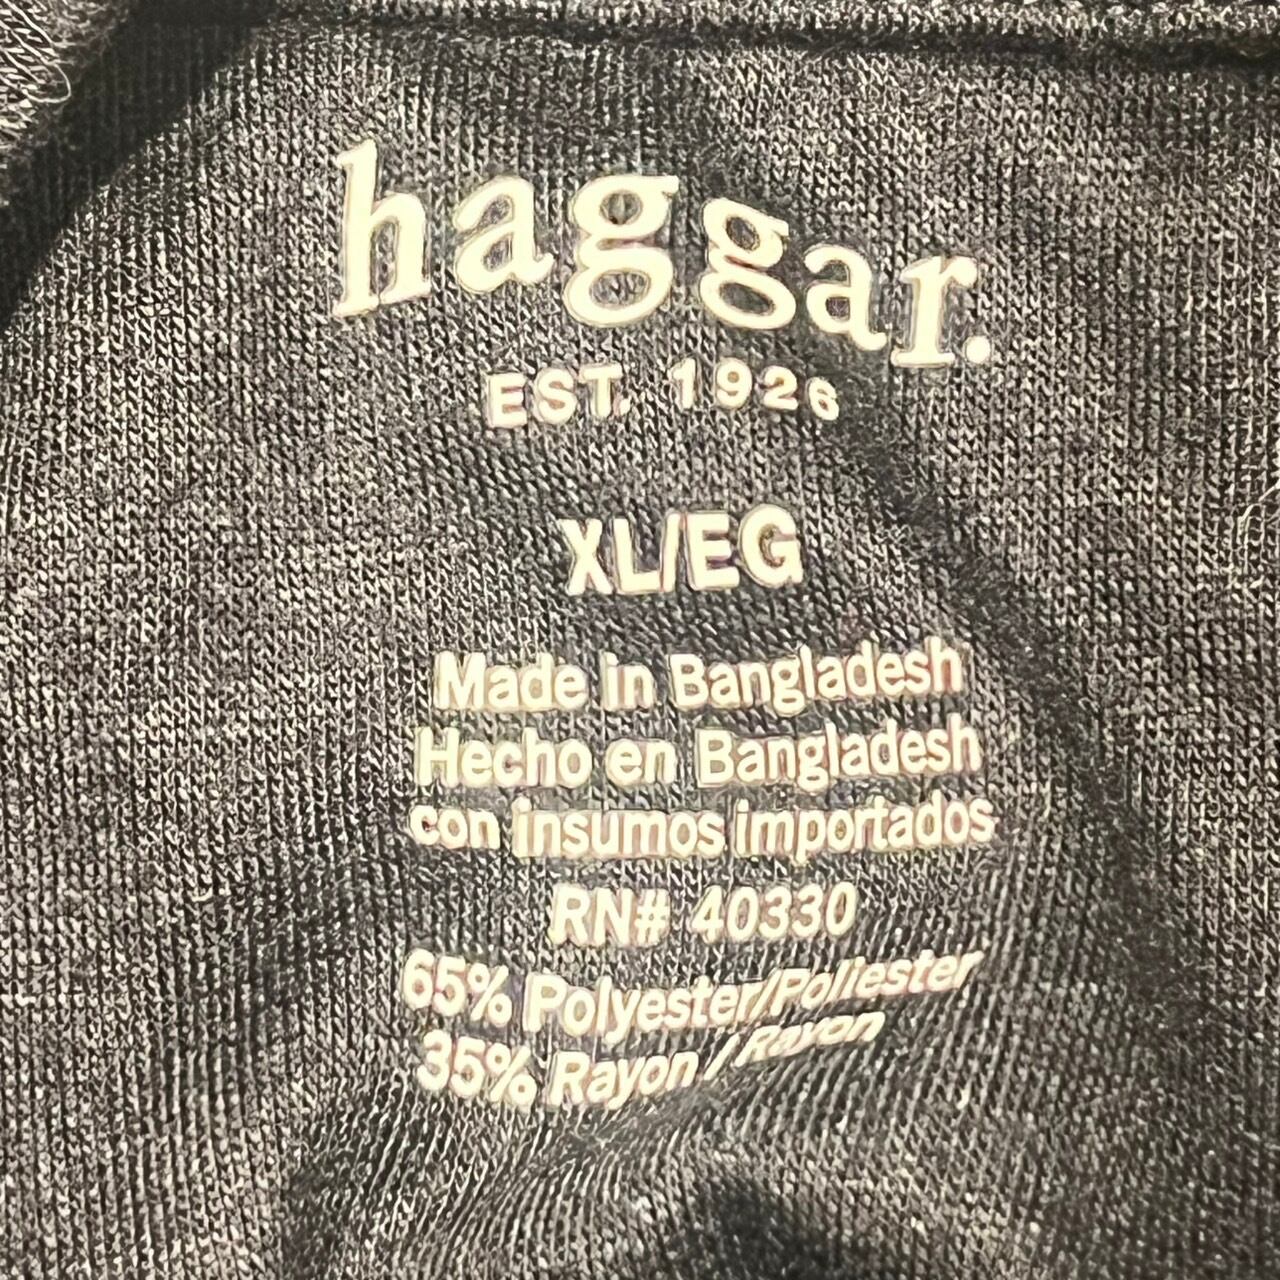 haggar.
EST. 1926
XL/EG
Made in Bangladesh
Hecho en Bangladesh
con insumos importados
RN# 40330
65% Polyester/Poliester
35% Rayon / Rayon